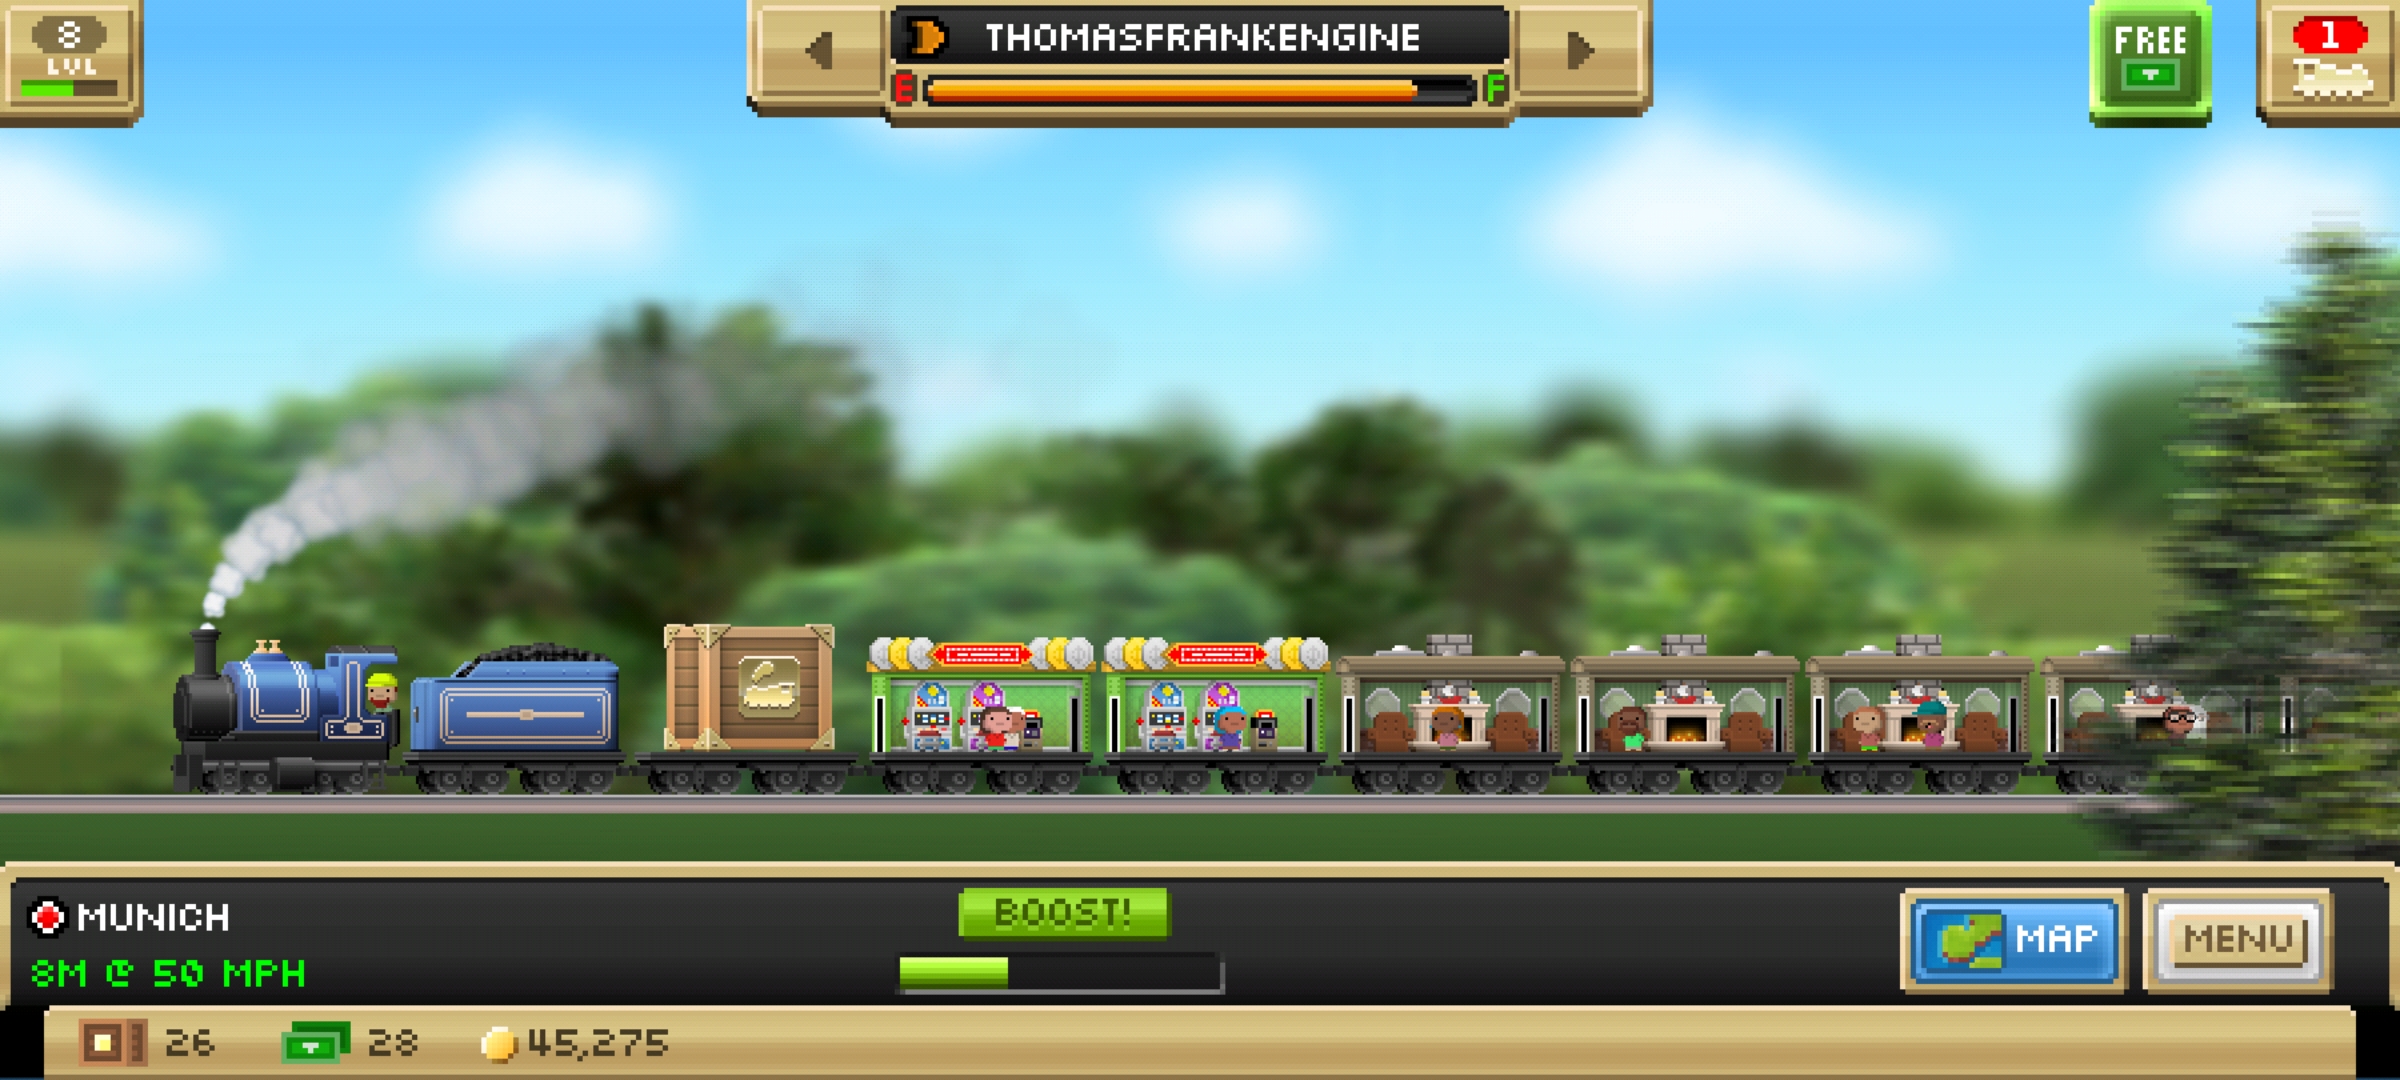 8
LVL
THOMASFRANKENGINE
E F
FREE
1
MUNICH
8M @ 50 MPH
BOOST!
MAP
MENU
26
28
45,275